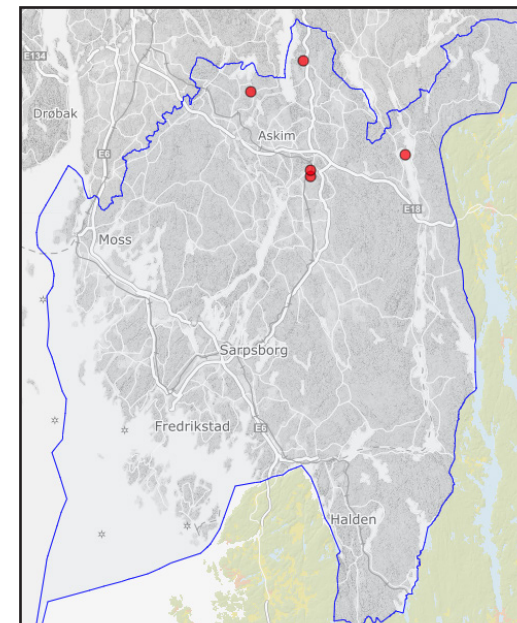 E134
Drøbak
Askim
E6
E18
Moss
Sarpsborg
Fredrikstad
E6
Halden